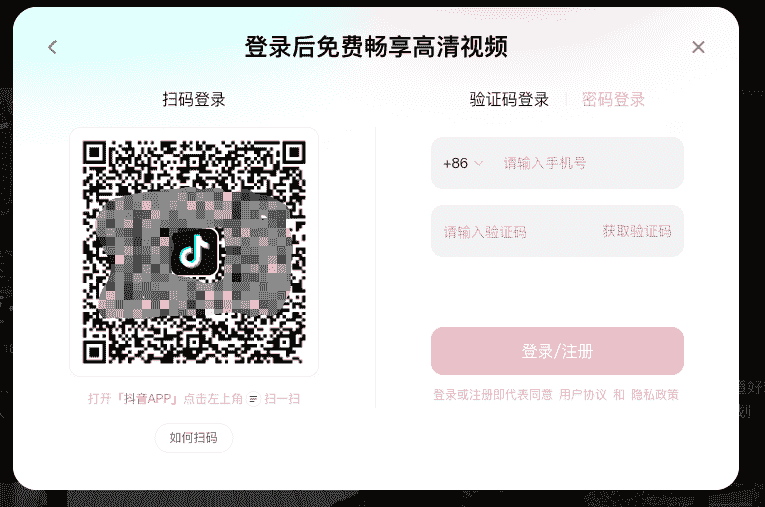 登录后免费畅享高清视频
扫码登录
打开「抖音APP」点击左上角 扫一扫
如何扫码
验证码登录
密码登录
+86 请输入手机号
请输入验证码 获取验证码
登录/注册
登录或注册即代表同意 用户协议 和 隐私政策